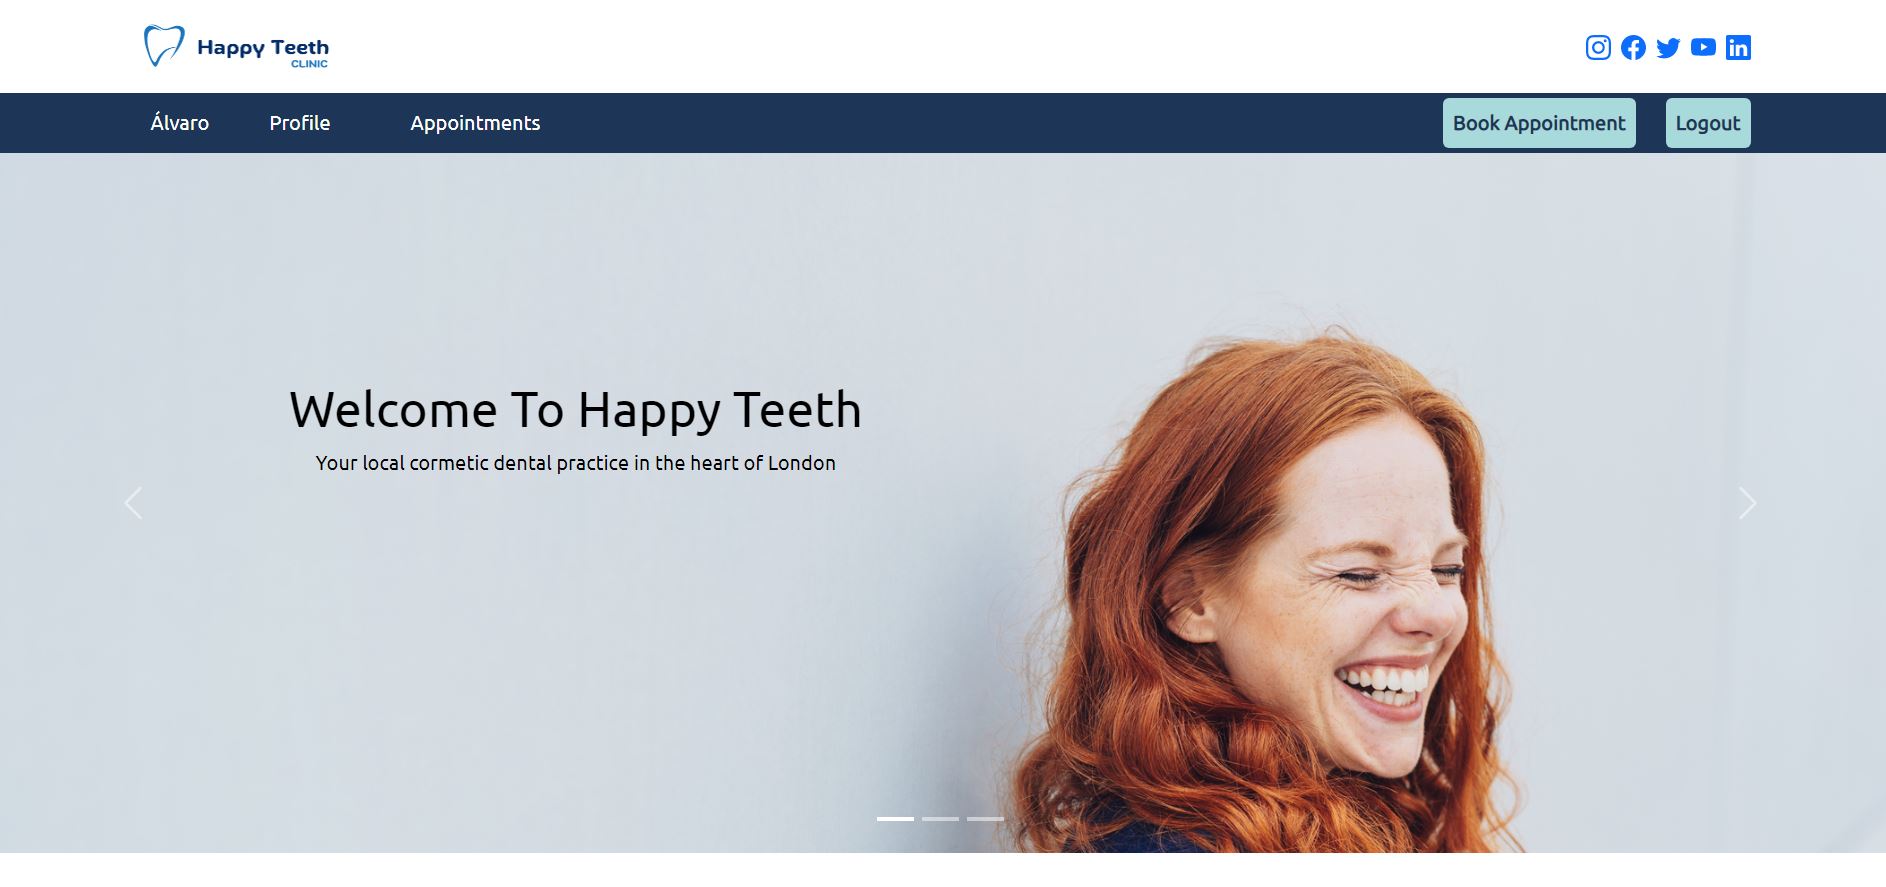 Happy Teeth
CLINIC
Álvaro Profile Appointments Book Appointment Logout
Welcome To Happy Teeth
Your local cormetic dental practice in the heart of London